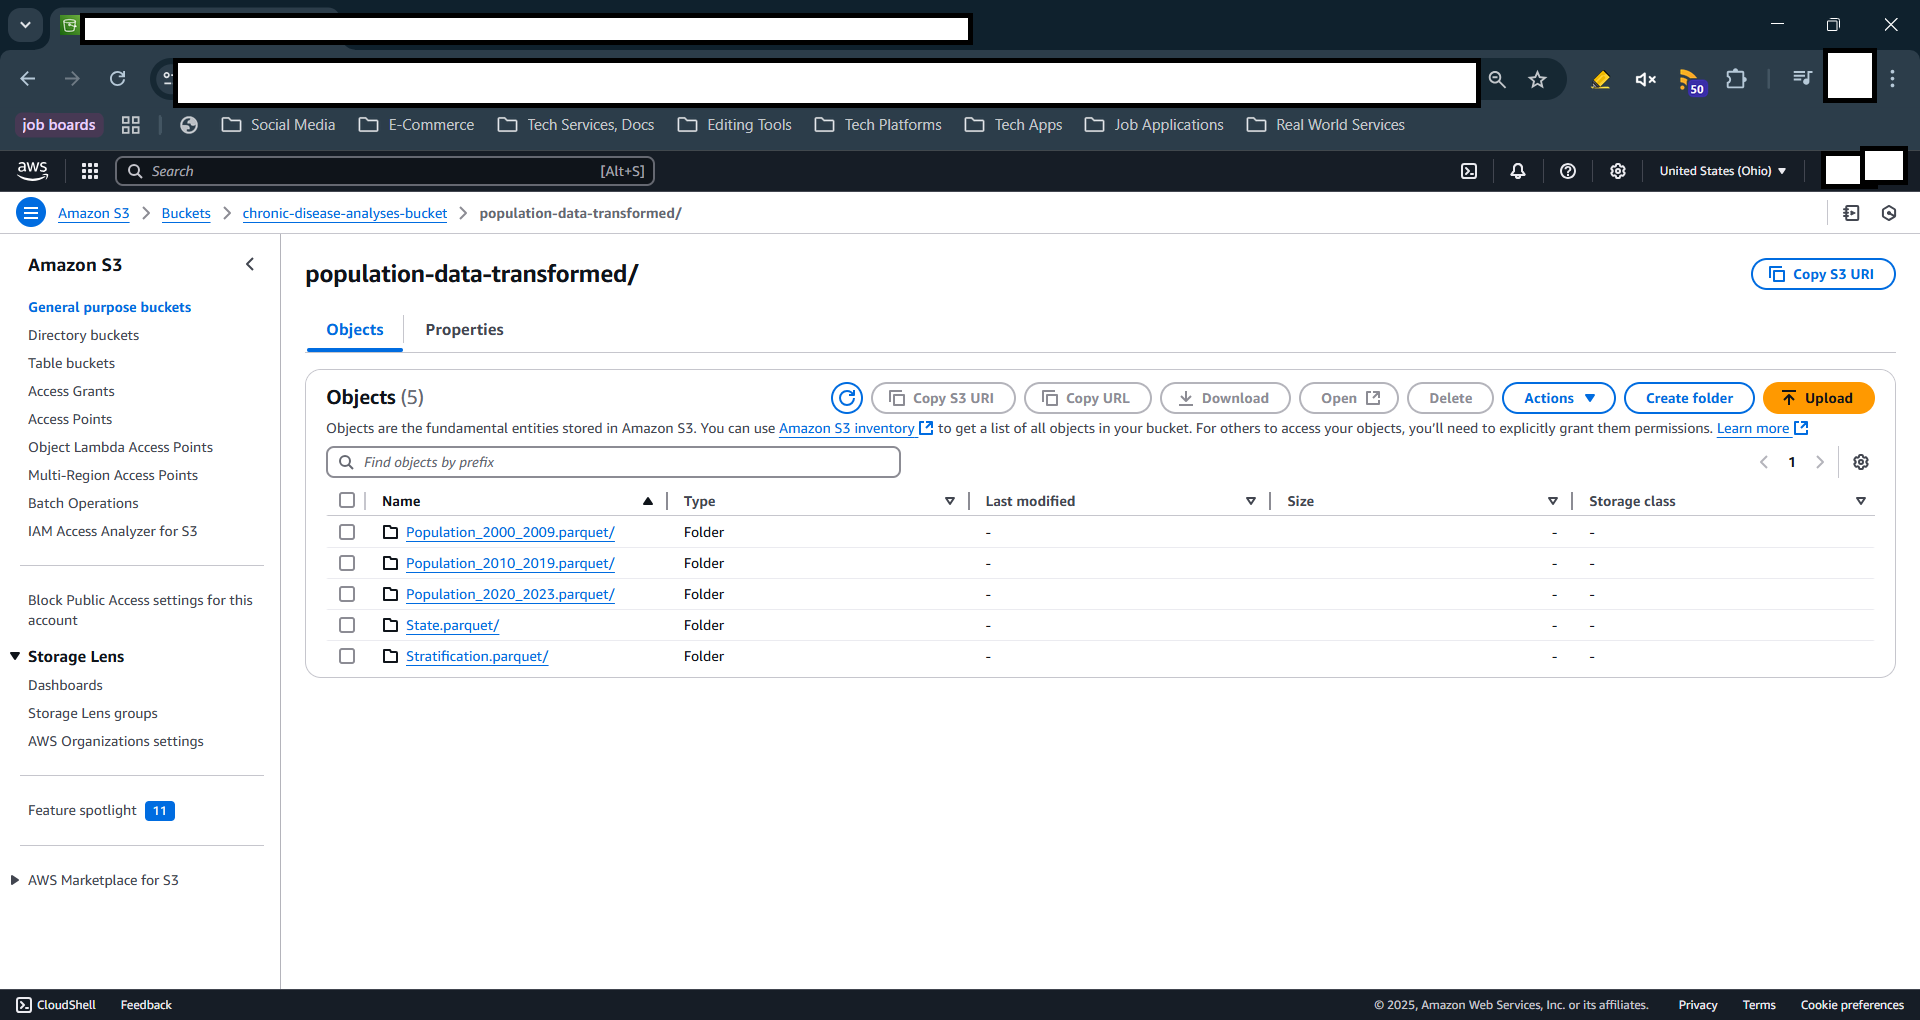 50
job boards Social Media E-Commerce Tech Services, Docs Editing Tools Tech Platforms Tech Apps Job Applications Real World Services
aws Search [Alt+S] United States (Ohio)
Amazon S3 Buckets chronic-disease-analyses-bucket population-data-transformed/
Amazon S3
General purpose buckets
Directory buckets
Table buckets
Access Grants
Access Points
Object Lambda Access Points
Multi-Region Access Points
Batch Operations
IAM Access Analyzer for S3
Block Public Access settings for this
account
Storage Lens
Dashboards
Storage Lens groups
AWS Organizations settings
Feature spotlight 11
AWS Marketplace for S3
population-data-transformed/ Copy S3 URI
Objects Properties
Objects (5) Copy S3 URI Copy URL Download Open Delete Actions Create folder Upload
Objects are the fundamental entities stored in Amazon S3. You can use Amazon S3 inventory to get a list of all objects in your bucket. For others to access your objects, you'll need to explicitly grant them permissions. Learn more
Find objects by prefix 1
Name Type Last modified Size Storage class
Population_2000_2009.parquet/ Folder - - -
Population_2010_2019.parquet/ Folder - - -
Population_2020_2023.parquet/ Folder - - -
State.parquet/ Folder - - -
Stratification.parquet/ Folder - - -
CloudShell Feedback © 2025, Amazon Web Services, Inc. or its affiliates. Privacy Terms Cookie preferences